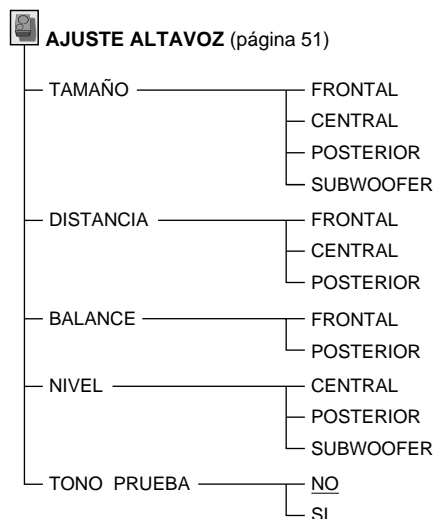 AJUSTE ALTAVOZ (página 51)
TAMAÑO FRONTAL
CENTRAL
POSTERIOR
SUBWOOFER
DISTANCIA FRONTAL
CENTRAL
POSTERIOR
BALANCE FRONTAL
POSTERIOR
NIVEL CENTRAL
POSTERIOR
SUBWOOFER
TONO PRUEBA NO
SI